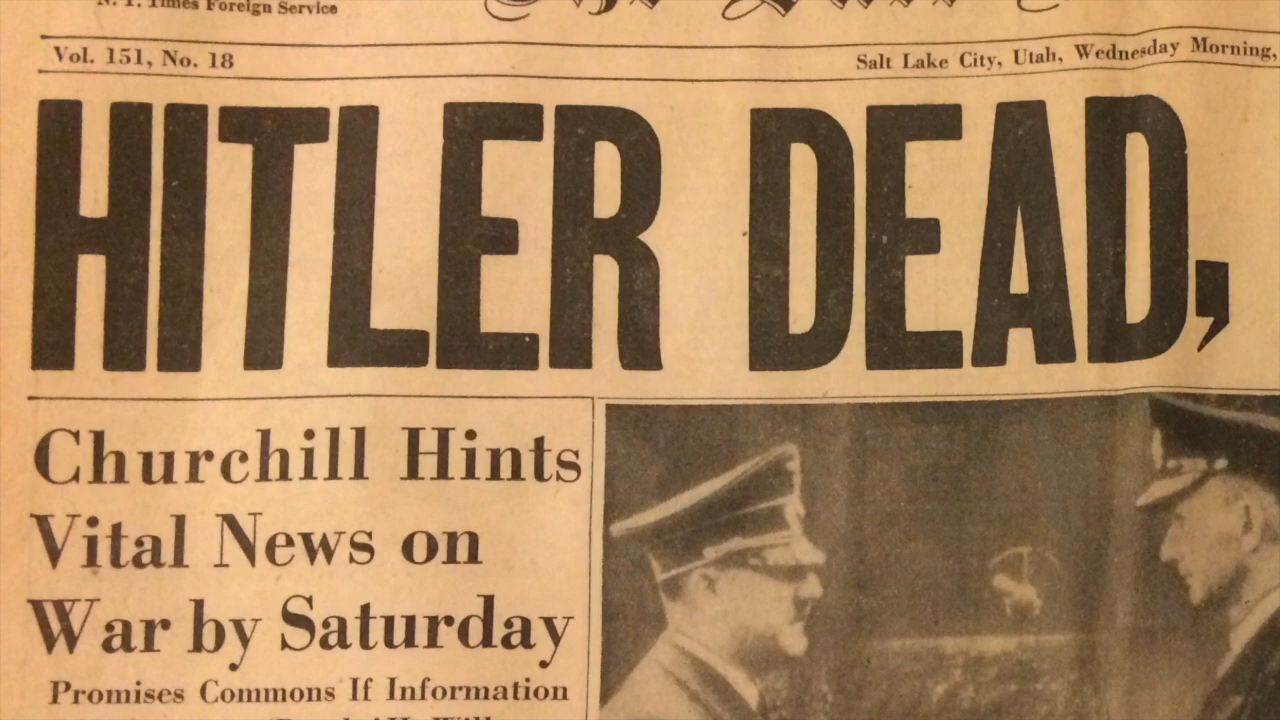 N. Y. Times Foreign Service
The
Vol. 151, No. 18
Salt Lake City, Utah, Wednesday Morning,
HITLER DEAD,
Churchill Hints
Vital News on
War by Saturday
Promises Commons If Information